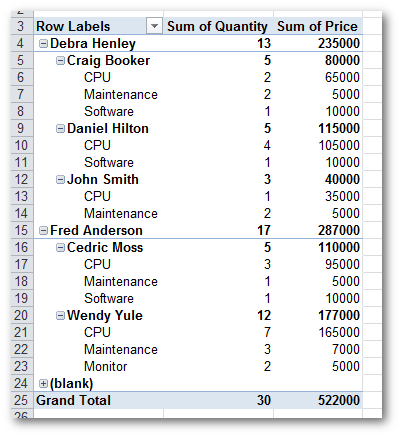 3 Row Labels Sum of Quantity Sum of Price
4 Debra Henley 13 235000
5 Craig Booker 5 80000
6 CPU 2 65000
7 Maintenance 2 5000
8 Software 1 10000
9 Daniel Hilton 5 115000
10 CPU 4 105000
11 Software 1 10000
12 John Smith 3 40000
13 CPU 1 35000
14 Maintenance 2 5000
15 Fred Anderson 17 287000
16 Cedric Moss 5 110000
17 CPU 3 95000
18 Maintenance 1 5000
19 Software 1 10000
20 Wendy Yule 12 177000
21 CPU 7 165000
22 Maintenance 3 7000
23 Monitor 2 5000
24 (blank)
25 Grand Total 30 522000